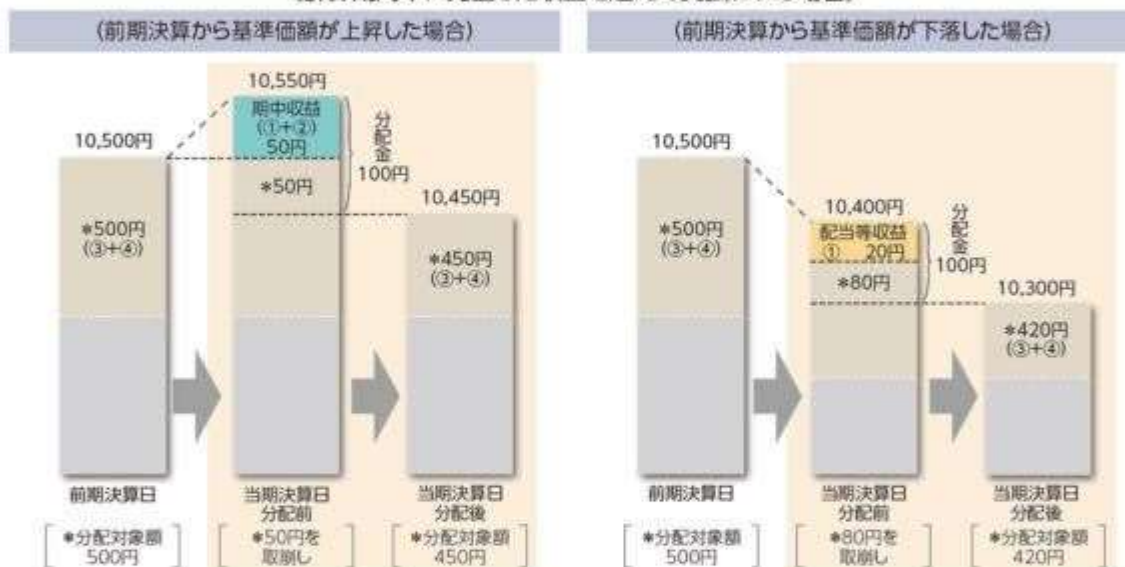 (前期決算から基準価額が上昇した場合)
10,550円
期中収益
(①+②)
50円
*50円
分配金
100円
10,500円
*500円
(③+④)
10,450円
*450円
(③+④)
前期決算日
*分配対象額
500円
当期決算日
分配前
*50円を
取崩し
当期決算日
分配後
*分配対象額
450円
(前期決算から基準価額が下落した場合)
10,500円
*500円
(③+④)
10,400円
配当等収益
① 20円
*80円
分配金
100円
10,300円
*420円
(③+④)
前期決算日
*分配対象額
500円
当期決算日
分配前
*80円を
取崩し
当期決算日
分配後
*分配対象額
420円